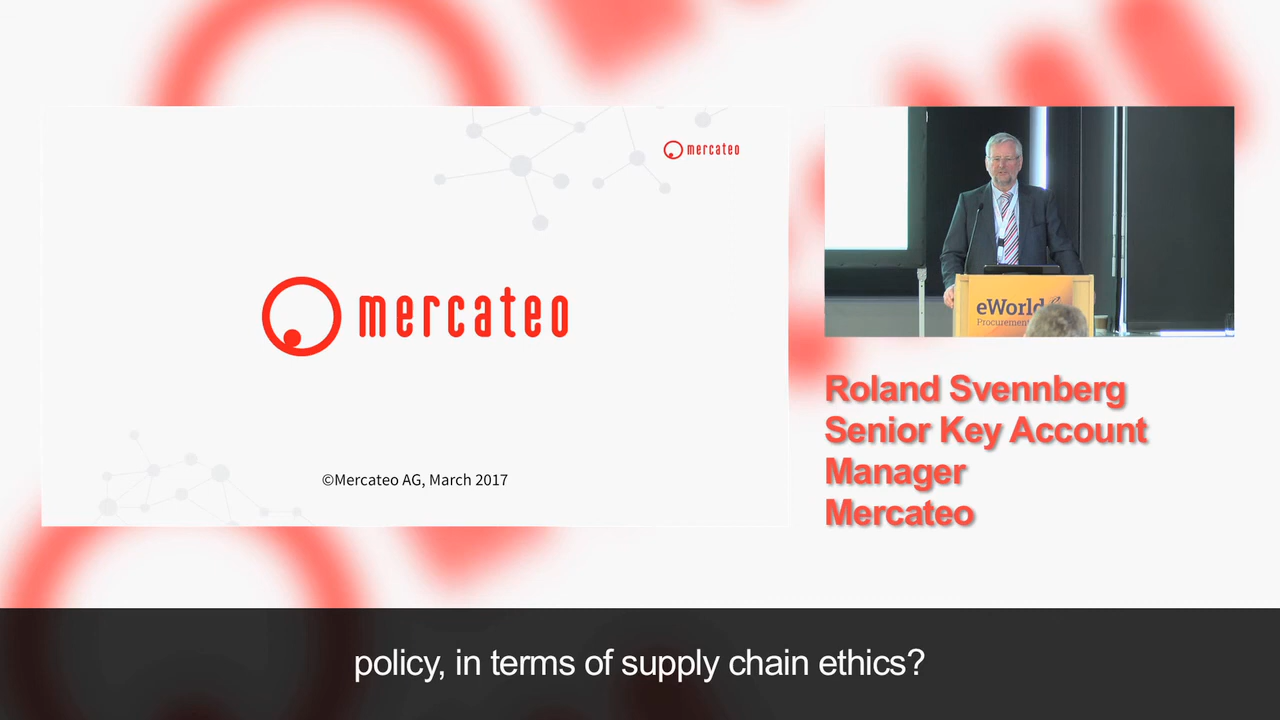 mercateo
mercateo
©Mercateo AG, March 2017
eWorld
Procurement
Roland Svennberg
Senior Key Account
Manager
Mercateo
policy, in terms of supply chain ethics?